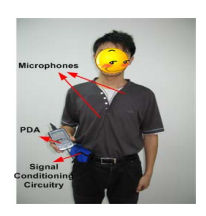 Microphones
PDA
Signal
Conditioning
Circuitry